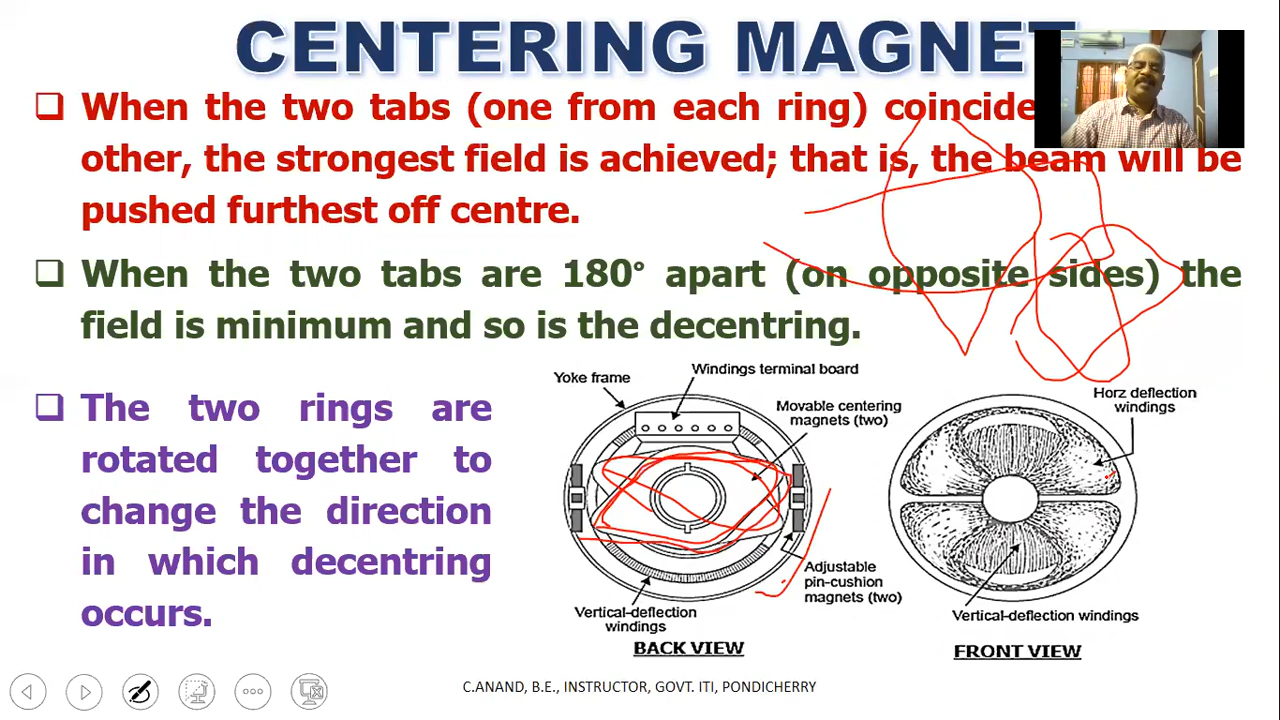 CENTERING MAGNET
❑ When the two tabs (one from each ring) coincide
other, the strongest field is achieved; that is, the beam will be
pushed furthest off centre.
❑ When the two tabs are 180° apart (on opposite sides) the
field is minimum and so is the decentring.
❑ The two rings are
rotated together to
change the direction
in which decentring
occurs.
Windings terminal board
Yoke frame
Movable centering
magnets (two)
Adjustable
pin-cushion
magnets (two)
Vertical-deflection
windings
BACK VIEW
Horz deflection
windings
Vertical-deflection windings
FRONT VIEW
C.ANAND, B.E., INSTRUCTOR, GOVT. ITI, PONDICHERRY